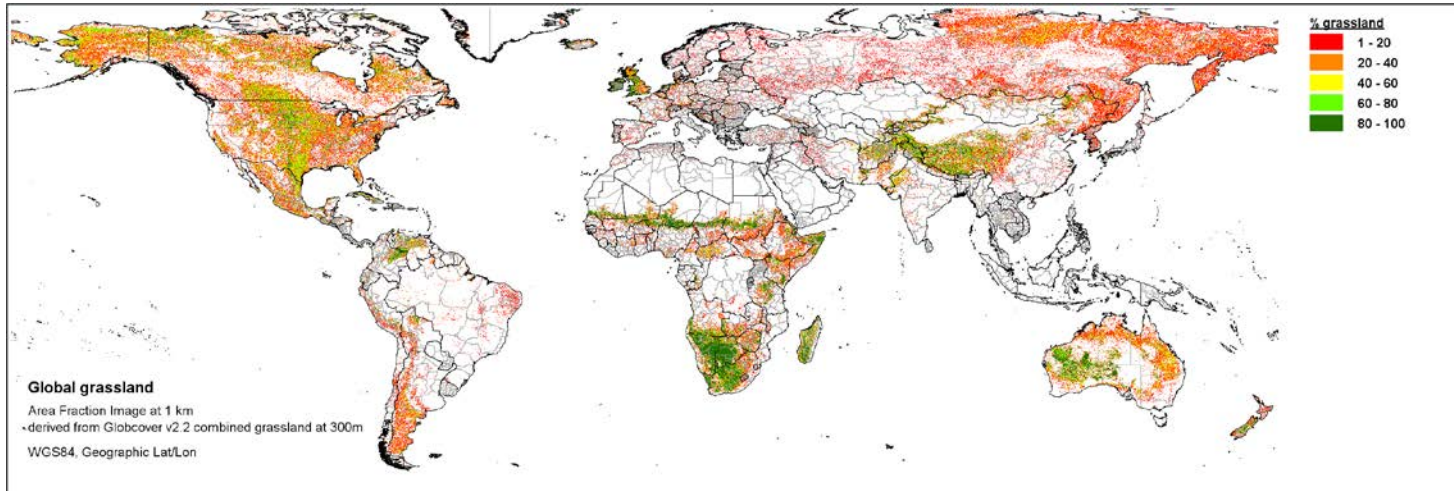 % grassland
1 - 20
20 - 40
40 - 60
60 - 80
80 - 100
Global grassland
Area Fraction Image at 1 km
derived from Globcover v2.2 combined grassland at 300m
WGS84, Geographic Lat/Lon